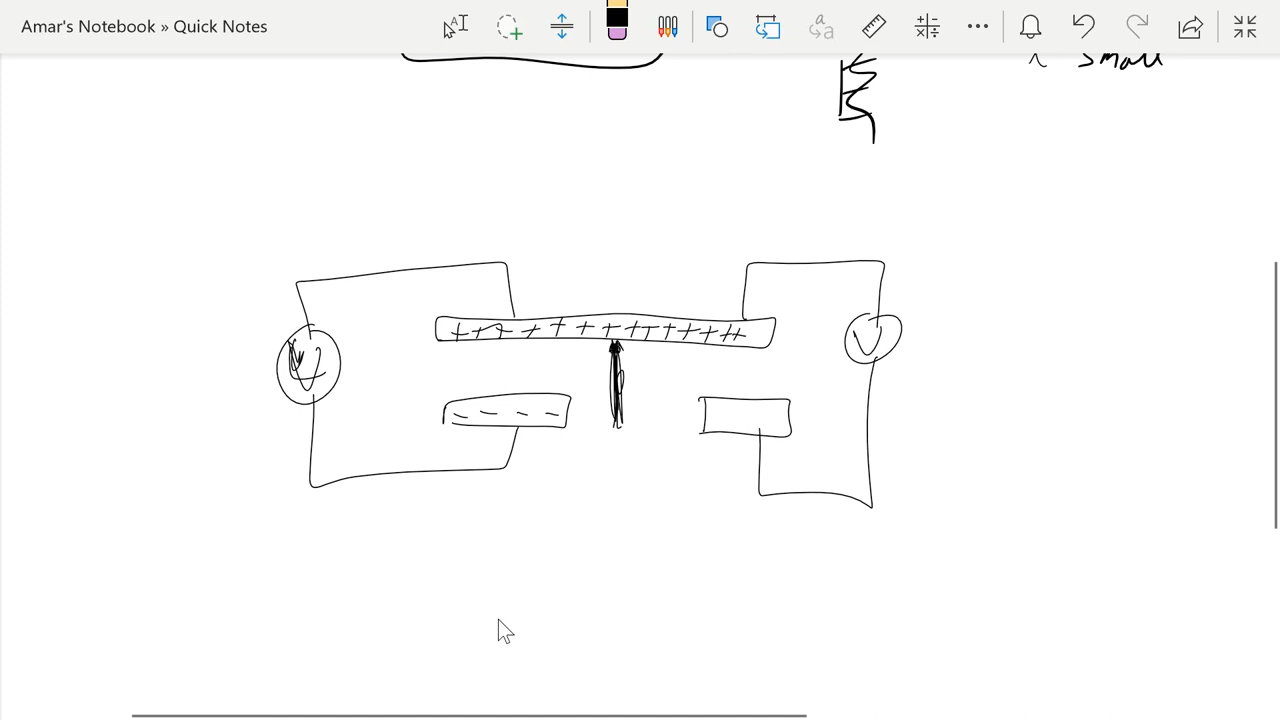 Amar's Notebook » Quick Notes
small
+ + + + + + + + + + + + + +
V
V
- - - -